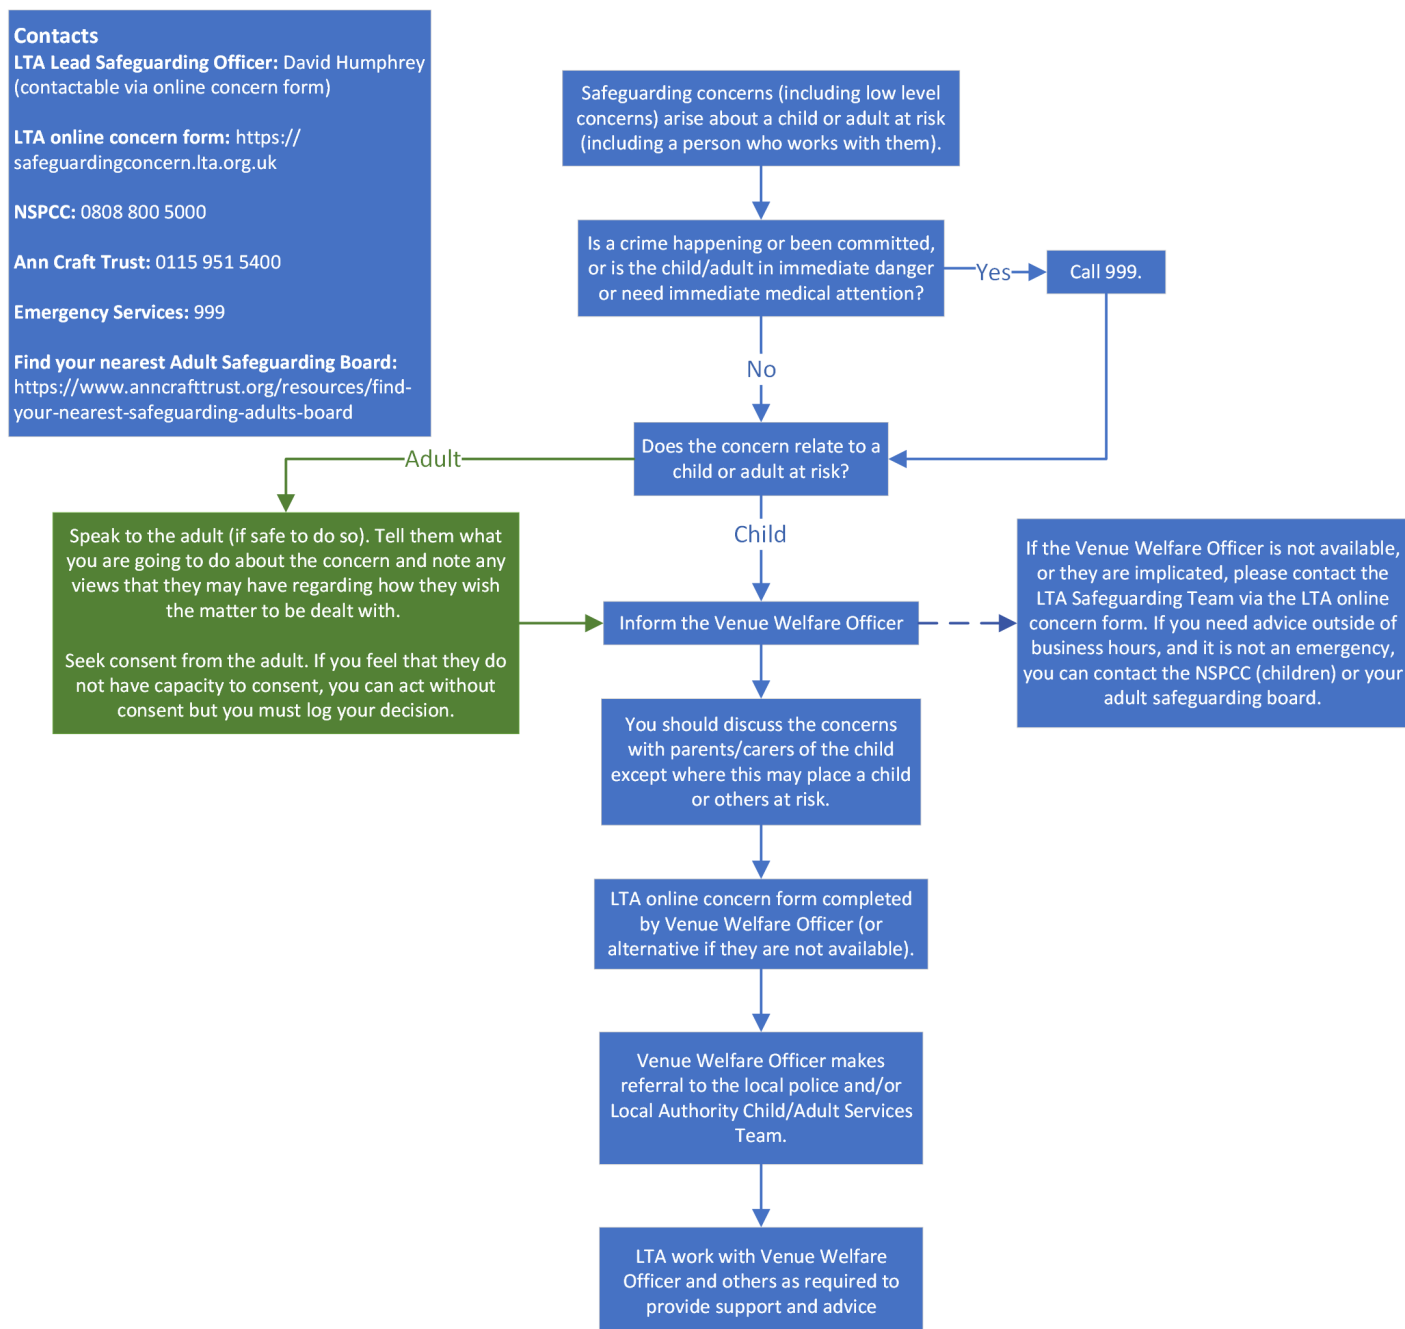 Contacts
LTA Lead Safeguarding Officer: David Humphrey
(contactable via online concern form)
LTA online concern form: https://
safeguardingconcern.lta.org.uk
NSPCC: 0808 800 5000
Ann Craft Trust: 0115 951 5400
Emergency Services: 999
Find your nearest Adult Safeguarding Board:
https://www.anncrafttrust.org/resources/find-
your-nearest-safeguarding-adults-board
Safeguarding concerns (including low level
concerns) arise about a child or adult at risk
(including a person who works with them).
Is a crime happening or been committed,
or is the child/adult in immediate danger
or need immediate medical attention?
Yes
Call 999.
No
Does the concern relate to a
child or adult at risk?
Adult
Speak to the adult (if safe to do so). Tell them what
you are going to do about the concern and note any
views that they may have regarding how they wish
the matter to be dealt with.
Seek consent from the adult. If you feel that they do
not have capacity to consent, you can act without
consent but you must log your decision.
Child
Inform the Venue Welfare Officer
If the Venue Welfare Officer is not available,
or they are implicated, please contact the
LTA Safeguarding Team via the LTA online
concern form. If you need advice outside of
business hours, and it is not an emergency,
you can contact the NSPCC (children) or your
adult safeguarding board.
You should discuss the concerns
with parents/carers of the child
except where this may place a child
or others at risk.
LTA online concern form completed
by Venue Welfare Officer (or
alternative if they are not available).
Venue Welfare Officer makes
referral to the local police and/or
Local Authority Child/Adult Services
Team.
LTA work with Venue Welfare
Officer and others as required to
provide support and advice